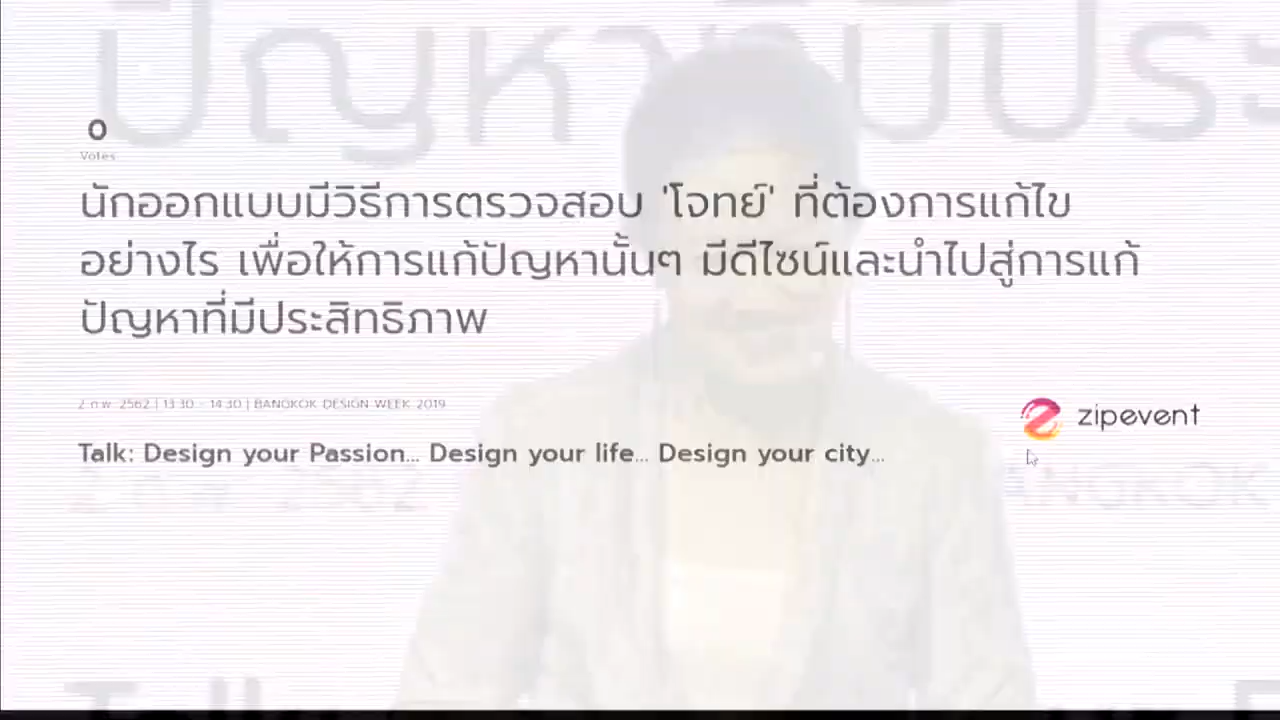 0
Votes
นักออกแบบมีวิธีการตรวจสอบ 'โจทย์' ที่ต้องการแก้ไข
อย่างไร เพื่อให้การแก้ปัญหานั้นๆ มีดีไซน์และนำไปสู่การแก้
ปัญหาที่มีประสิทธิภาพ
2 ก.พ. 2562 | 13:30 - 14:30 | BANGKOK DESIGN WEEK 2019
zipevent
Talk: Design your Passion... Design your life... Design your city...